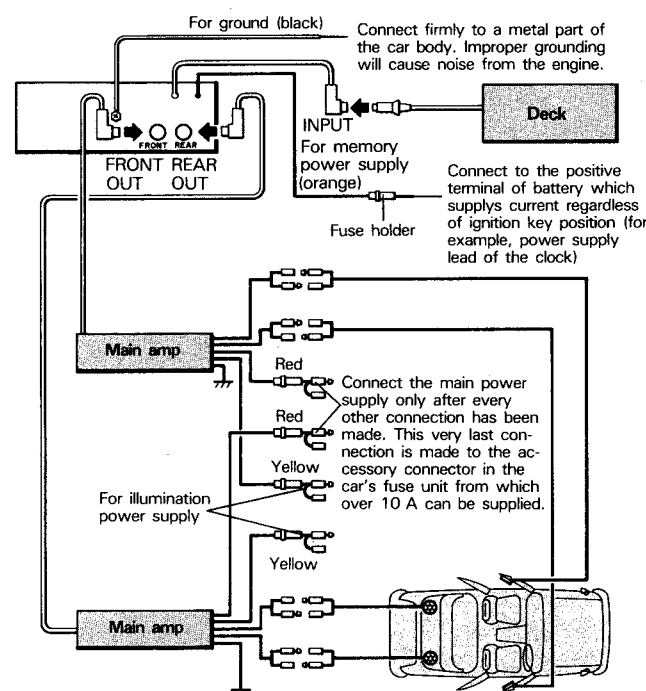 For ground (black)
Connect firmly to a metal part of
the car body. Improper grounding
will cause noise from the engine.
Deck
INPUT
FRONT REAR
FRONT REAR
OUT OUT
For memory
power supply
(orange)
Fuse holder
Connect to the positive
terminal of battery which
supplys current regardless
of ignition key position (for
example, power supply
lead of the clock)
Main amp
Red
Red
Connect the main power
supply only after every
other connection has been
made. This very last con-
nection is made to the ac-
cessory connector in the
car's fuse unit from which
over 10 A can be supplied.
Yellow
For illumination
power supply
Yellow
Main amp